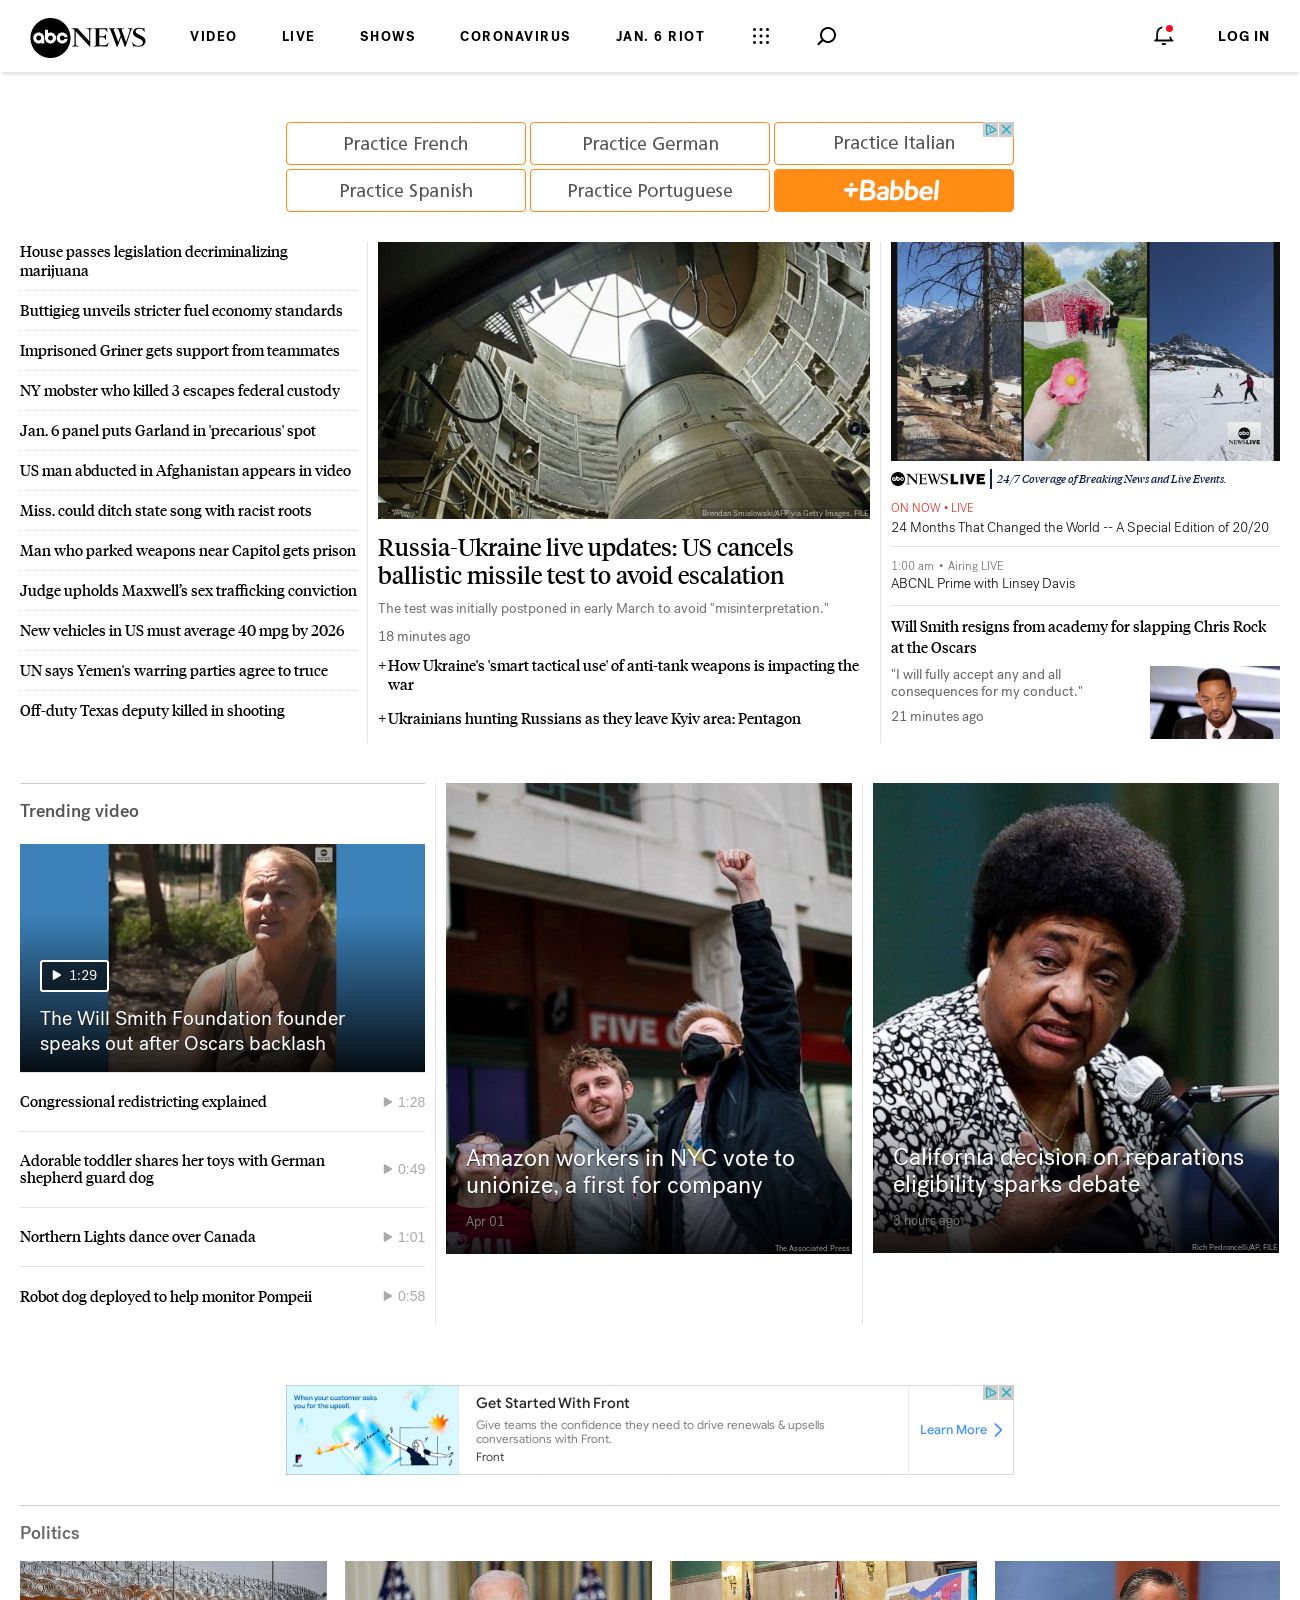 abc NEWS VIDEO LIVE SHOWS CORONAVIRUS JAN. 6 RIOT LOG IN
Practice French Practice German Practice Italian
Practice Spanish Practice Portuguese +Babbel
House passes legislation decriminalizing
marijuana
Buttigieg unveils stricter fuel economy standards
Imprisoned Griner gets support from teammates
NY mobster who killed 3 escapes federal custody
Jan. 6 panel puts Garland in 'precarious' spot
US man abducted in Afghanistan appears in video
Miss. could ditch state song with racist roots
Man who parked weapons near Capitol gets prison
Judge upholds Maxwell's sex trafficking conviction
New vehicles in US must average 40 mpg by 2026
UN says Yemen's warring parties agree to truce
Off-duty Texas deputy killed in shooting
Brendan Smialowski/AFP via Getty Images, FILE
Russia-Ukraine live updates: US cancels
ballistic missile test to avoid escalation
The test was initially postponed in early March to avoid "misinterpretation."
18 minutes ago
+ How Ukraine's 'smart tactical use' of anti-tank weapons is impacting the
war
+ Ukrainians hunting Russians as they leave Kyiv area: Pentagon
abc
NEWS LIVE
abc NEWS LIVE 24/7 Coverage of Breaking News and Live Events.
ON NOW • LIVE
24 Months That Changed the World -- A Special Edition of 20/20
1:00 am • Airing LIVE
ABCNL Prime with Linsey Davis
Will Smith resigns from academy for slapping Chris Rock
at the Oscars
"I will fully accept any and all
consequences for my conduct."
21 minutes ago
Trending video
abc
NEWS
1:29
The Will Smith Foundation founder
speaks out after Oscars backlash
Congressional redistricting explained 1:28
Adorable toddler shares her toys with German
shepherd guard dog 0:49
Northern Lights dance over Canada 1:01
Robot dog deployed to help monitor Pompeii 0:58
FIVE G
Amazon workers in NYC vote to
unionize, a first for company
Apr 01
The Associated Press
California decision on reparations
eligibility sparks debate
3 hours ago
Rich Pedroncelli/AP, FILE
When your customer asks
you for the upsell.
Front
Get Started With Front
Give teams the confidence they need to drive renewals & upsells
conversations with Front.
Front
Learn More
Politics